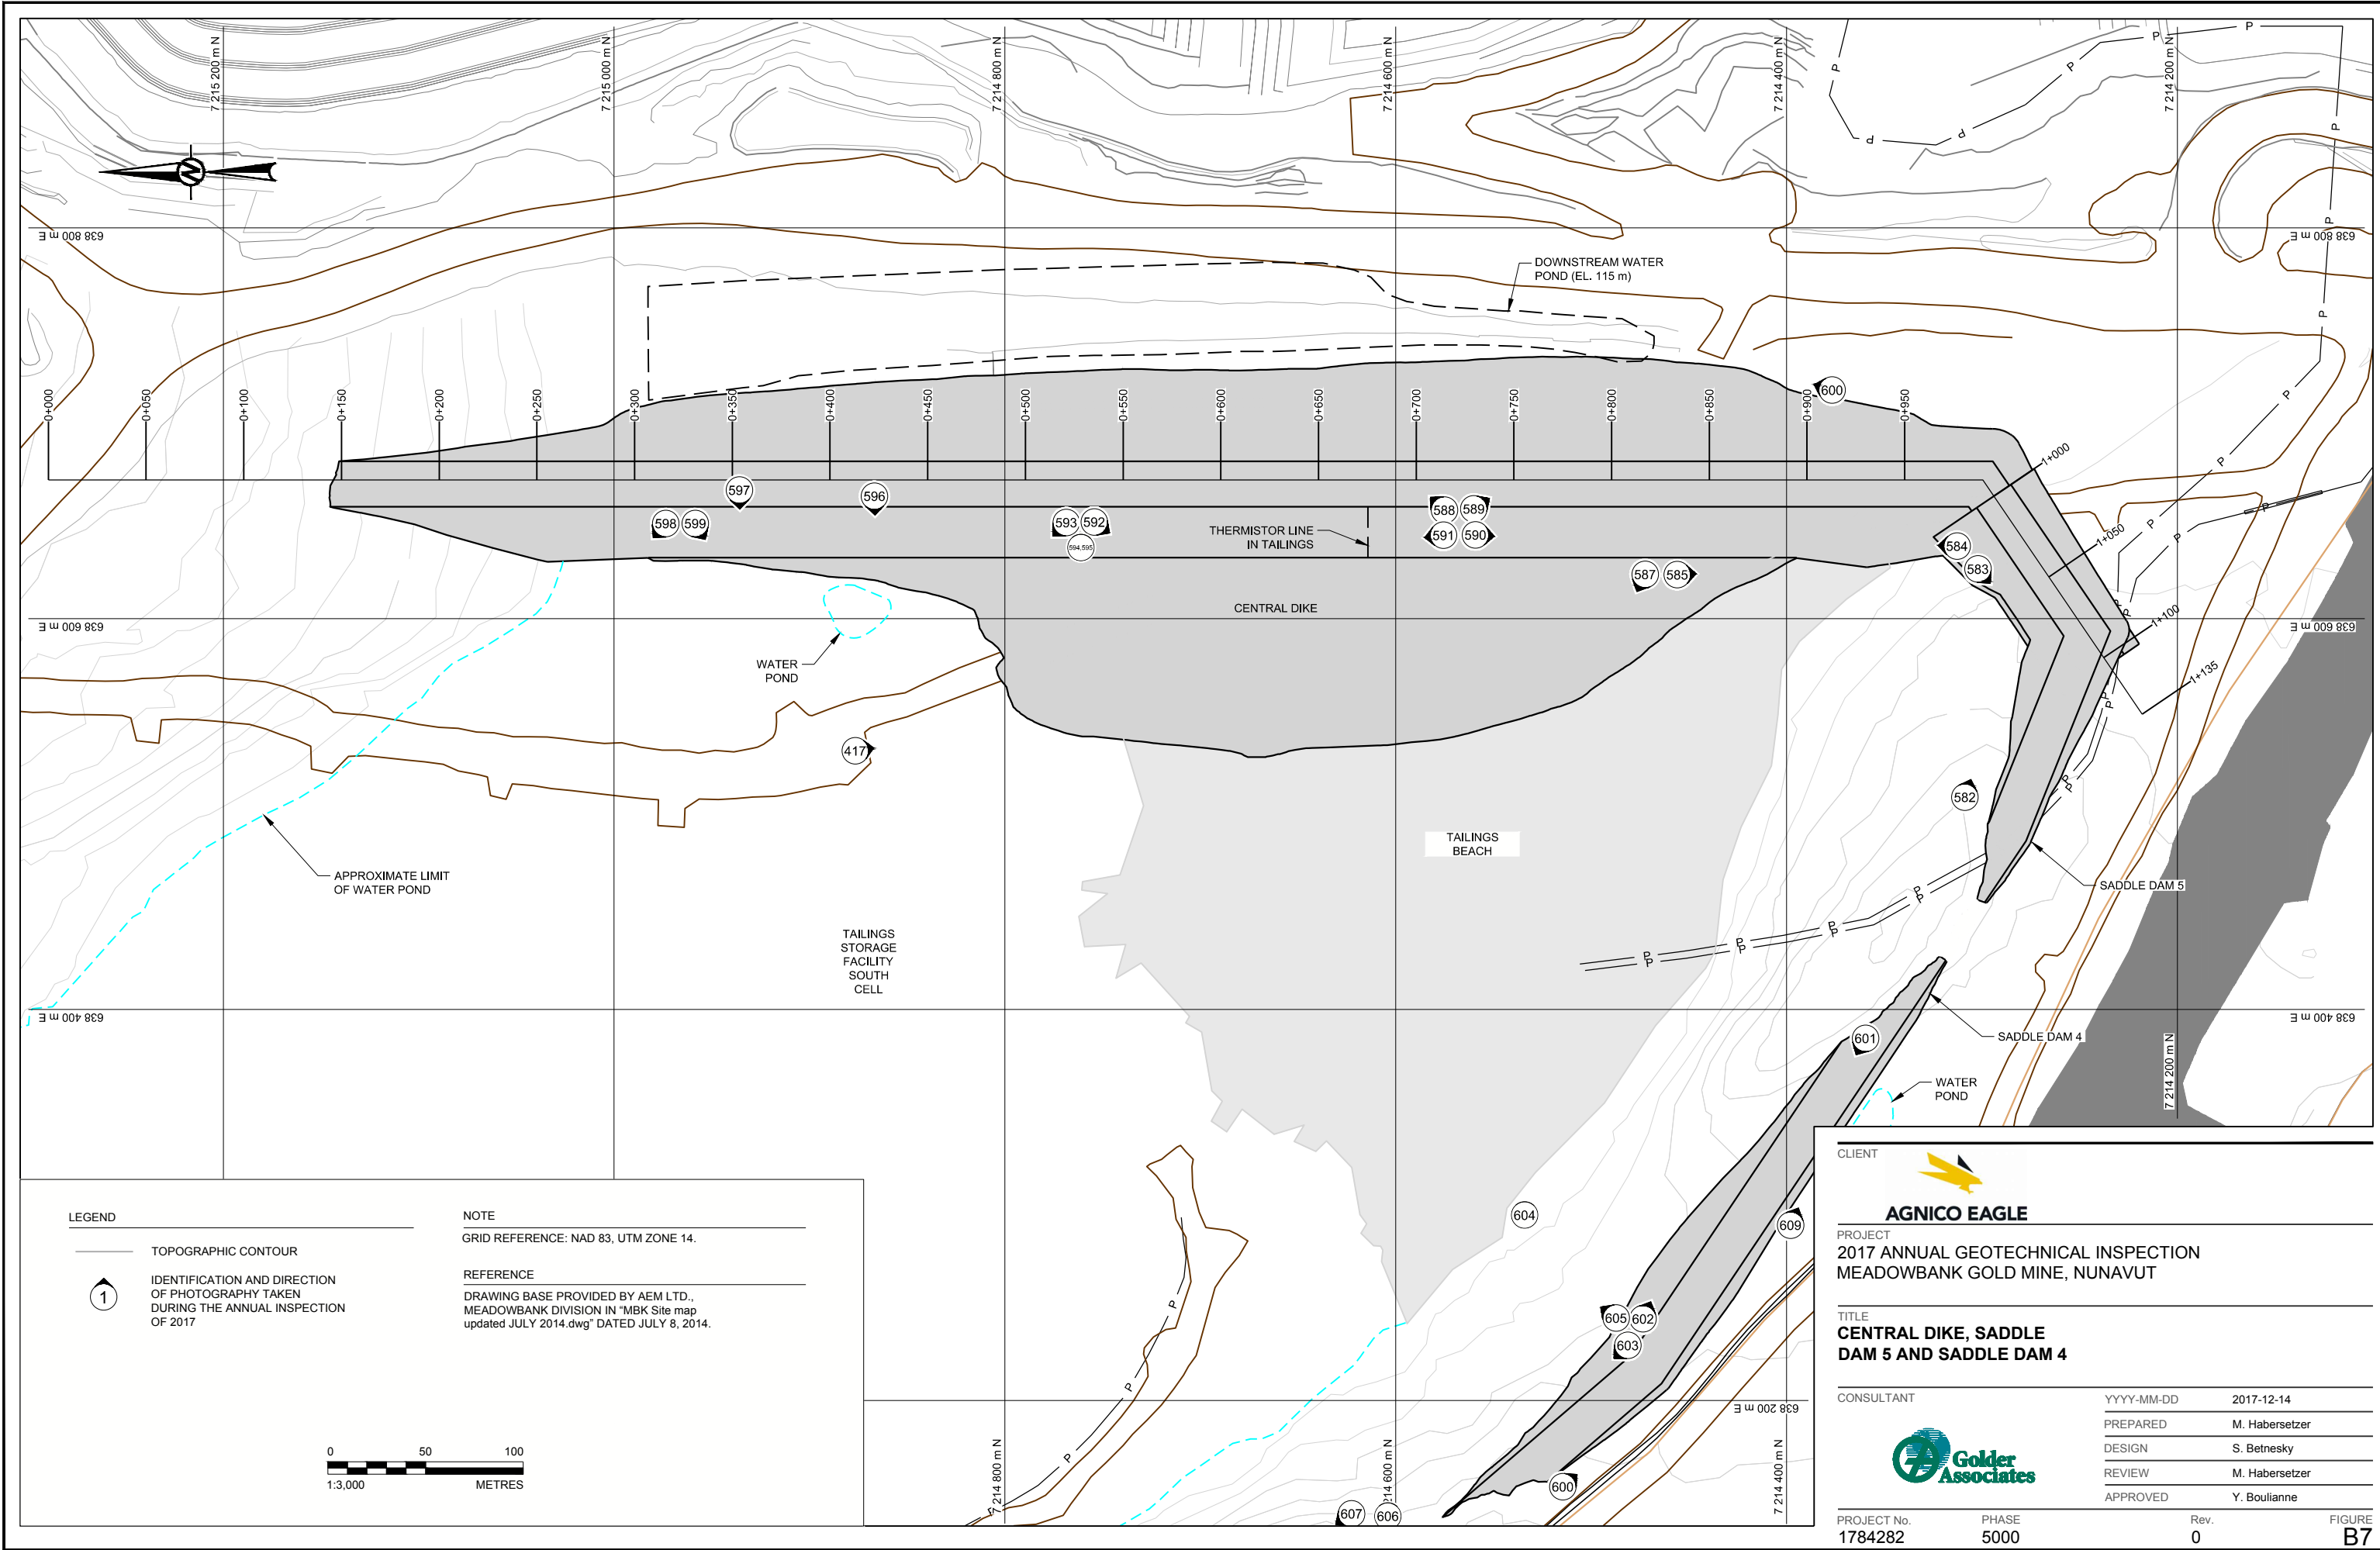 7 215 200 m N
7 215 000 m N
7 214 800 m N
7 214 600 m N
7 214 400 m N
7 214 200 m N
P
P
P
P
P
P
P
P
P
P
N
638 800 m E
638 800 m E
DOWNSTREAM WATER
POND (EL. 115 m)
0+000
0+050
0+100
0+150
0+200
0+250
0+300
0+350
0+400
0+450
0+500
0+550
0+600
0+650
0+700
0+750
0+800
0+850
0+900
0+950
1+000
1+050
1+100
1+135
600
597
596
598
599
593
592
594,595
THERMISTOR LINE
IN TAILINGS
588
589
591
590
584
583
587
585
CENTRAL DIKE
638 600 m E
638 600 m E
WATER
POND
417
582
P
P
P
P
P
P
P
P
P
P
TAILINGS
BEACH
APPROXIMATE LIMIT
OF WATER POND
SADDLE DAM 5
TAILINGS
STORAGE
FACILITY
SOUTH
CELL
P
P
P
P
P
P
P
P
638 400 m E
638 400 m E
601
SADDLE DAM 4
WATER
POND
7 214 200 m N
604
609
605
602
603
P
P
P
638 200 m E
7 214 800 m N
214 600 m N
7 214 400 m N
600
607
606
LEGEND
TOPOGRAPHIC CONTOUR
1
IDENTIFICATION AND DIRECTION
OF PHOTOGRAPHY TAKEN
DURING THE ANNUAL INSPECTION
OF 2017
NOTE
GRID REFERENCE: NAD 83, UTM ZONE 14.
REFERENCE
DRAWING BASE PROVIDED BY AEM LTD.,
MEADOWBANK DIVISION IN "MBK Site map
updated JULY 2014.dwg" DATED JULY 8, 2014.
0 50 100
1:3,000 METRES
CLIENT
AGNICO EAGLE
PROJECT
2017 ANNUAL GEOTECHNICAL INSPECTION
MEADOWBANK GOLD MINE, NUNAVUT
TITLE
CENTRAL DIKE, SADDLE
DAM 5 AND SADDLE DAM 4
CONSULTANT
Golder
Associates
YYYY-MM-DD 2017-12-14
PREPARED M. Habersetzer
DESIGN S. Betnesky
REVIEW M. Habersetzer
APPROVED Y. Boulianne
PROJECT No. PHASE Rev. FIGURE
1784282 5000 0 B7